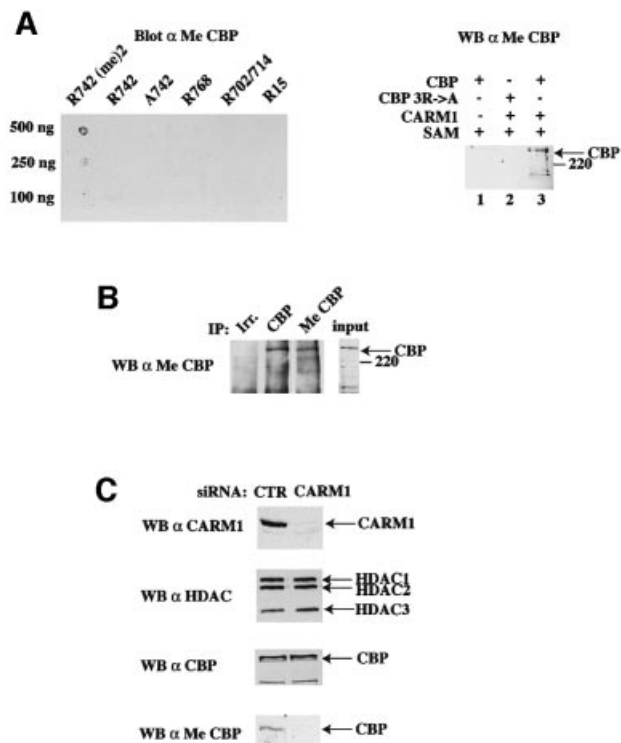 A
Blot α Me CBP
R742 (me)2
R742
A742
R768
R702/714
R15
500 ng
250 ng
100 ng
WB α Me CBP
CBP + - +
CBP 3R->A - + -
CARM1 - + +
SAM + + +
CBP
220
1 2 3
B
IP: Irr. CBP Me CBP input
WB α Me CBP
CBP
220
C
siRNA: CTR CARM1
WB α CARM1
CARM1
WB α HDAC
HDAC1
HDAC2
HDAC3
WB α CBP
CBP
WB α Me CBP
CBP